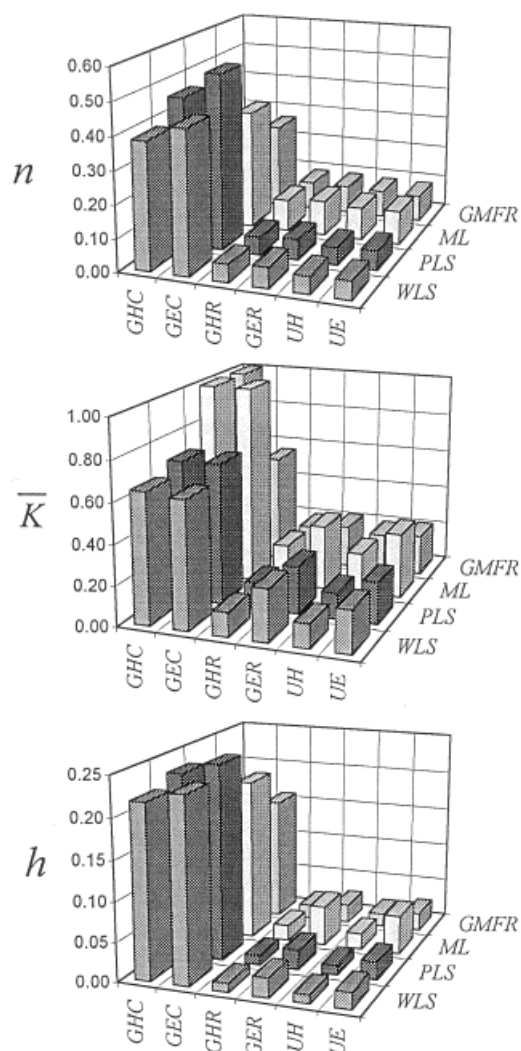 0.60
0.50
0.40
0.30
0.20
0.10
0.00
n
GHC
GEC
GHR
GER
UH
UE
WLS
PLS
ML
GMFR
1.00
0.80
0.60
0.40
0.20
0.00
K
GHC
GEC
GHR
GER
UH
UE
WLS
PLS
ML
GMFR
0.25
0.20
0.15
0.10
0.05
0.00
h
GHC
GEC
GHR
GER
UH
UE
WLS
PLS
ML
GMFR